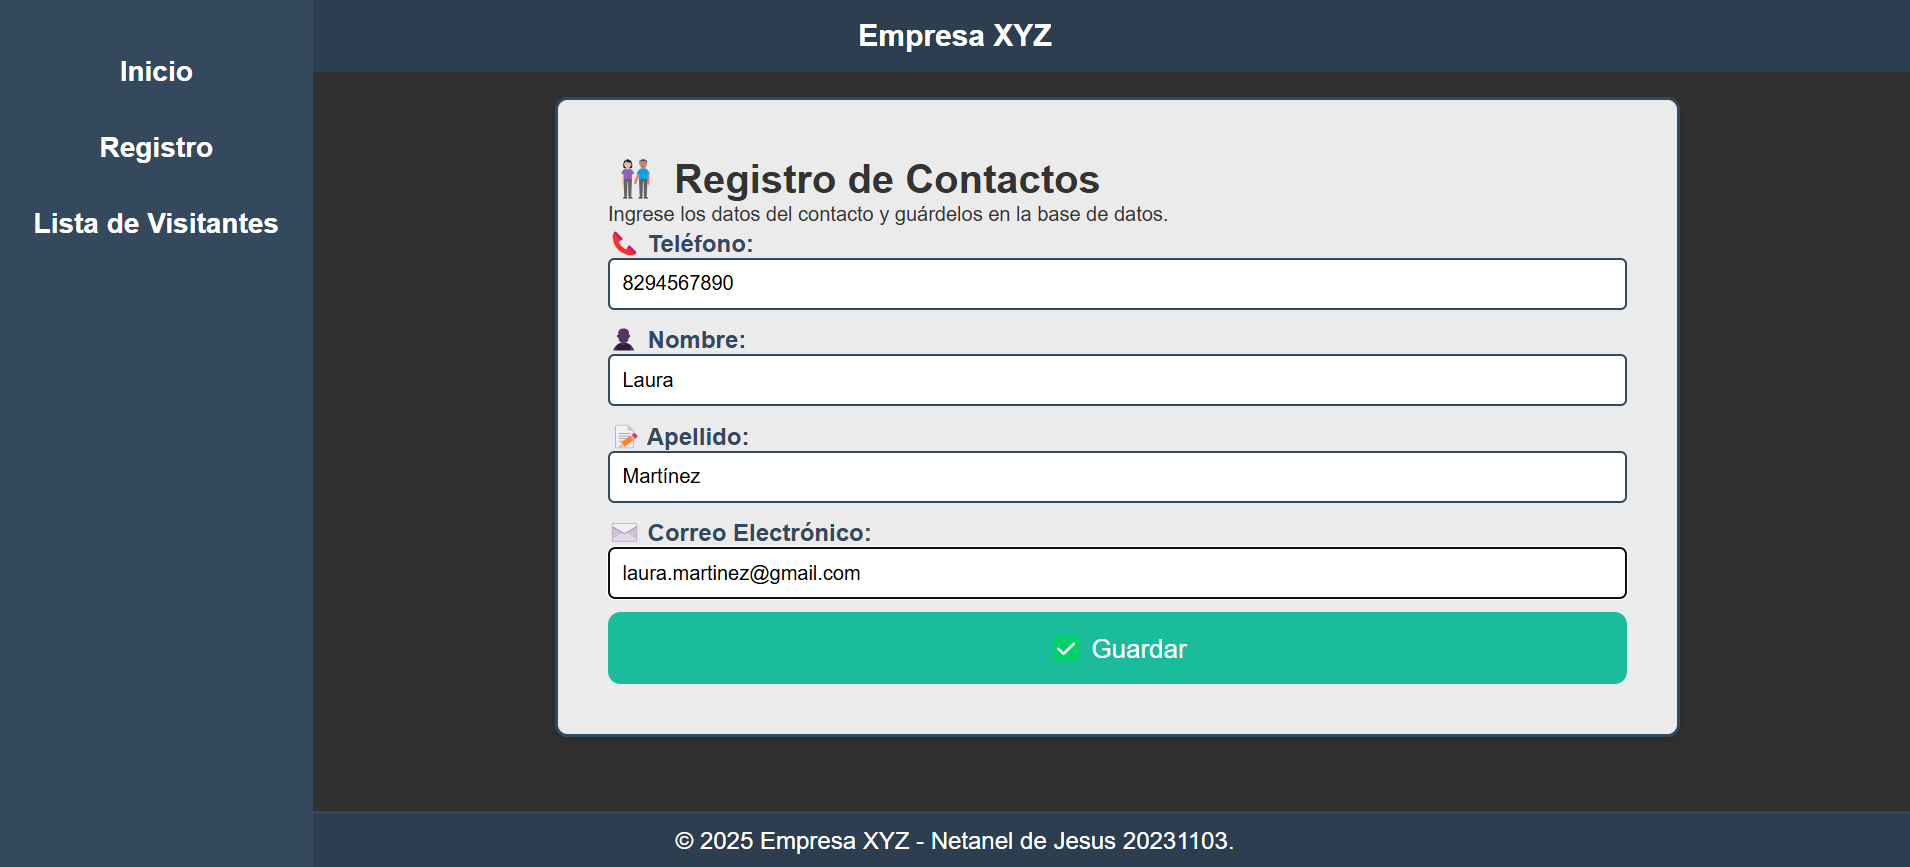 Empresa XYZ
Inicio
Registro
Lista de Visitantes
Registro de Contactos
Ingrese los datos del contacto y guárdelos en la base de datos.
Teléfono:
8294567890
Nombre:
Laura
Apellido:
Martínez
Correo Electrónico:
laura.martinez@gmail.com
Guardar
© 2025 Empresa XYZ - Netanel de Jesus 20231103.